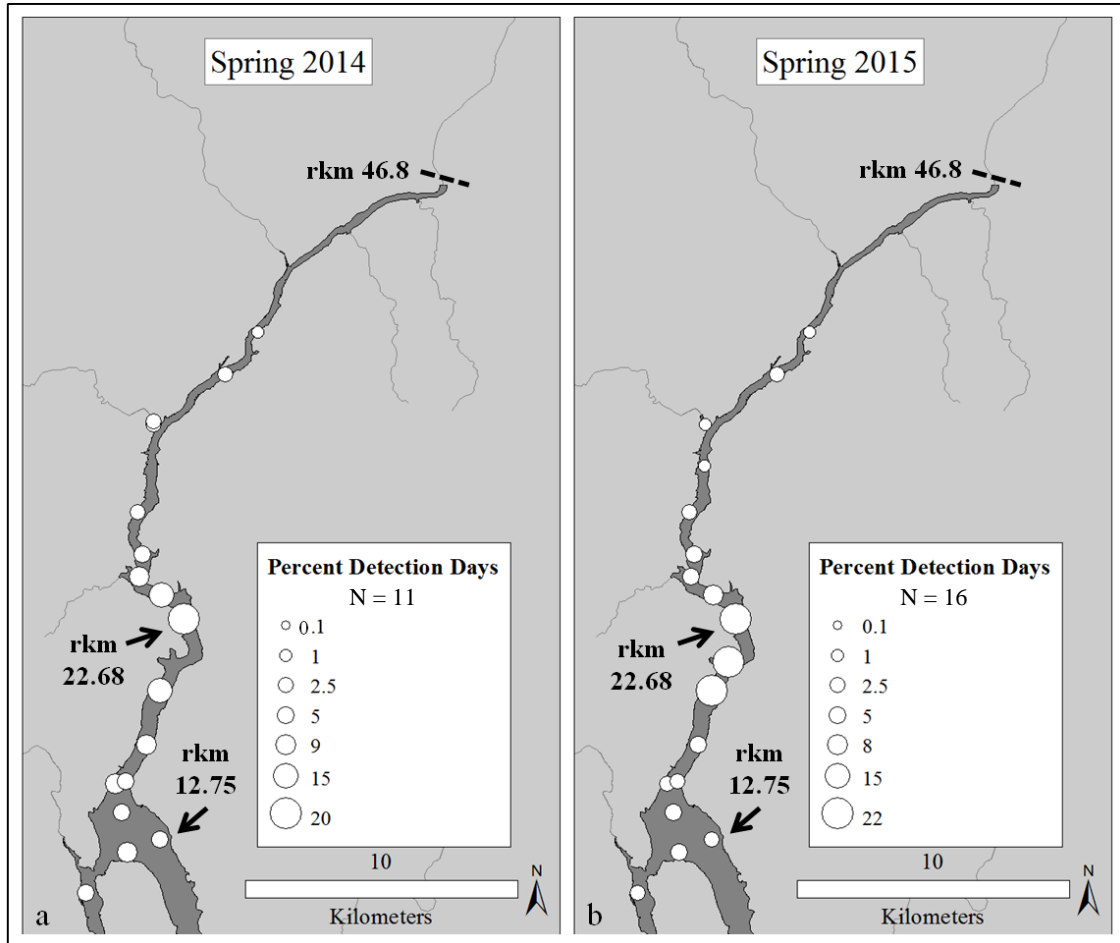 Spring 2014
rkm 46.8
rkm
22.68
rkm
12.75
Percent Detection Days
N = 11
0.1
1
2.5
5
9
15
20
10
Kilometers
N
a
Spring 2015
rkm 46.8
rkm
22.68
rkm
12.75
Percent Detection Days
N = 16
0.1
1
2.5
5
8
15
22
10
Kilometers
N
b